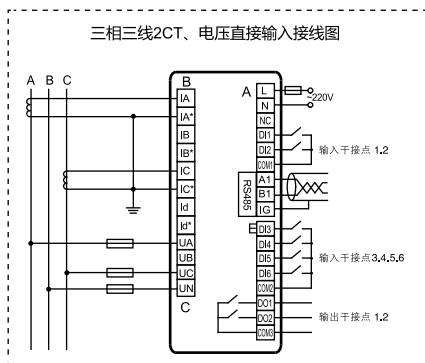 三相三线2CT、电压直接输入接线图
A B C
B
IA
IA*
IB
IB*
IC
IC*
Id
Id*
UA
UB
UC
UN
C
A
L
N
NC
DI1
DI2
COM1
A1
B1
IG
RS485
DI3
DI4
DI5
DI6
COM2
DO1
DO2
COM3
~220V
输入干接点 1.2
输入干接点3.4.5.6
输出干接点 1.2